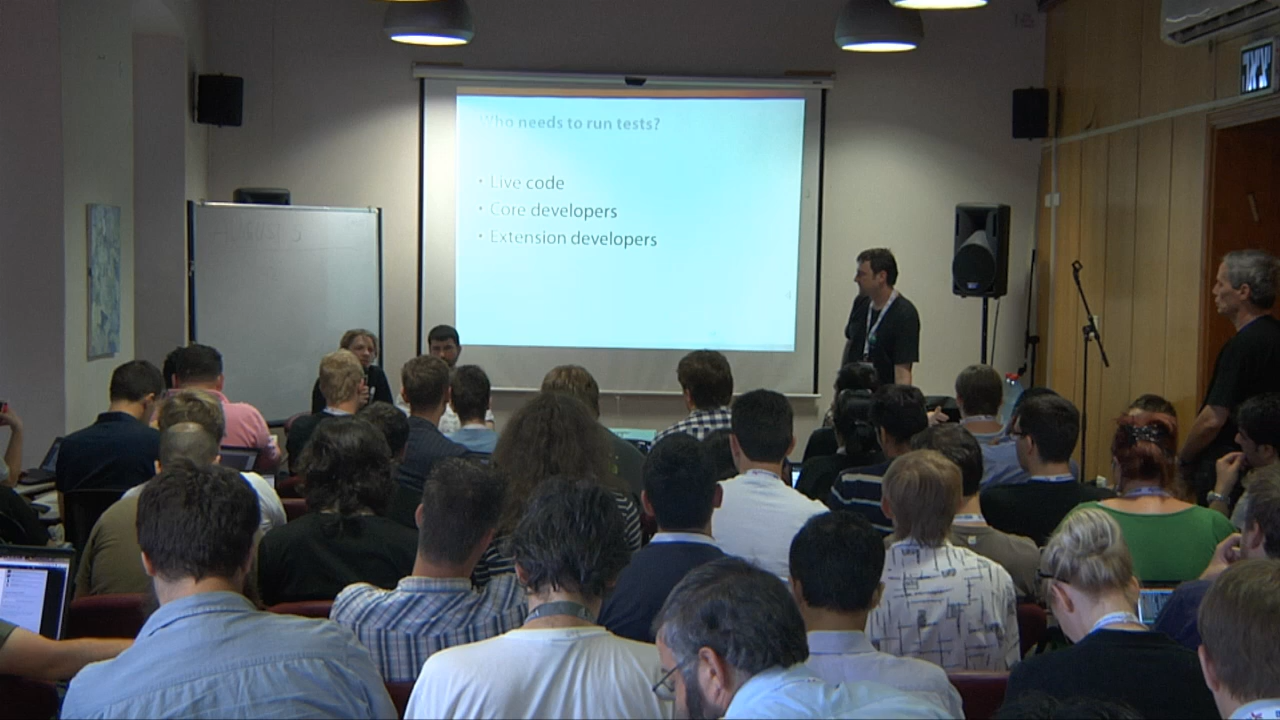 Who needs to run tests?
• Live code
• Core developers
• Extension developers